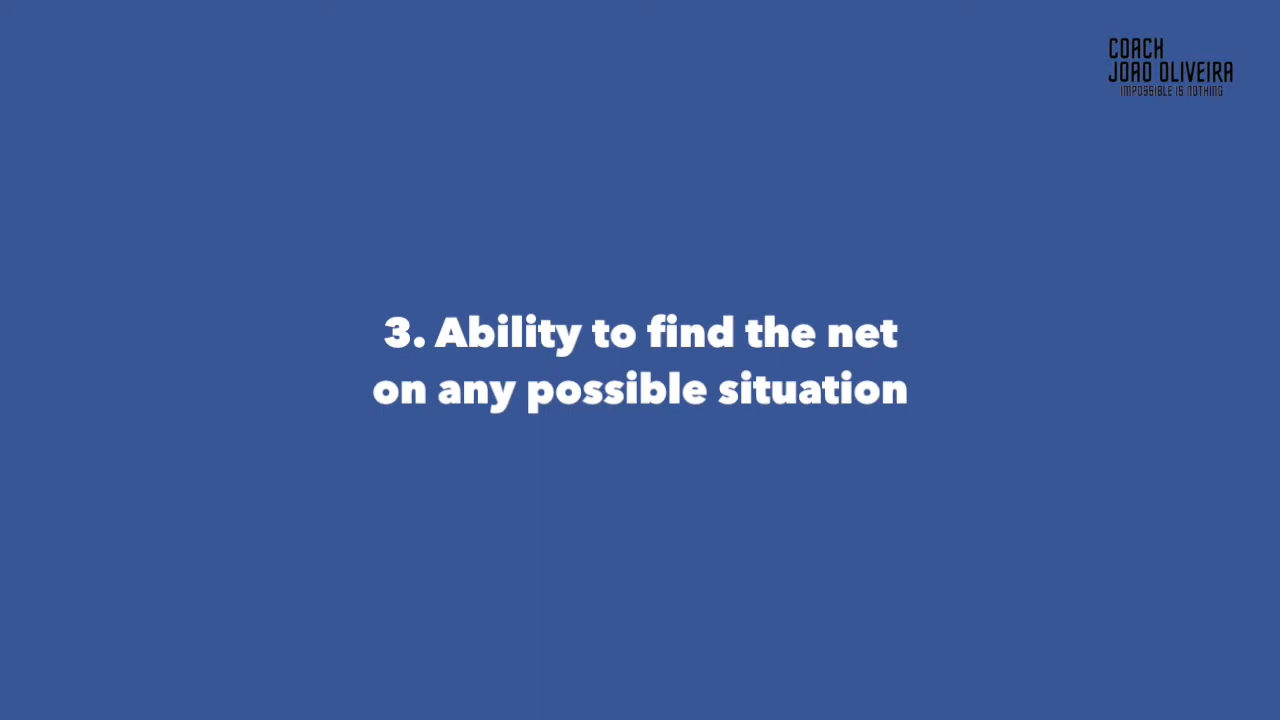 COACH
JOAO OLIVEIRA
IMPOSSIBLE IS NOTHING
3. Ability to find the net
on any possible situation